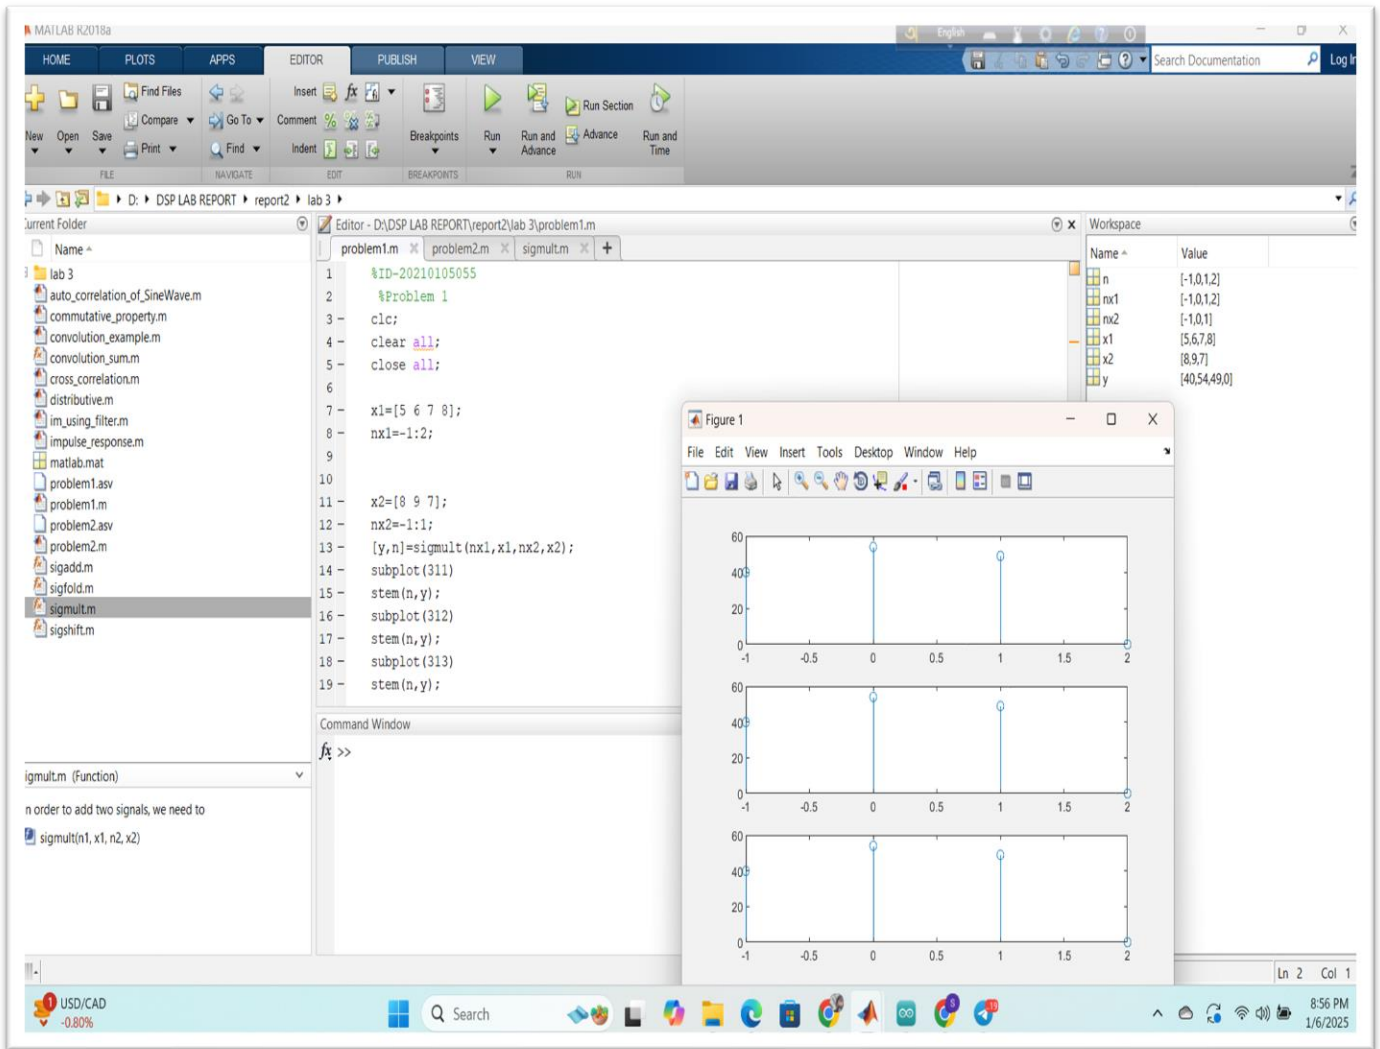 MATLAB R2018a
English
HOME PLOTS APPS EDITOR PUBLISH VIEW
Search Documentation
Log In
New Open Save
Find Files
Compare
Print
Go To
Find
Insert fx
Comment
Indent
Breakpoints
Run
Run and Advance
Run Section
Advance
Run and Time
FILE NAVIGATE EDIT BREAKPOINTS RUN
D: ▸ DSP LAB REPORT ▸ report2 ▸ lab 3 ▸
Current Folder
Name
lab 3
auto_correlation_of_SineWave.m
commutative_property.m
convolution_example.m
convolution_sum.m
cross_correlation.m
distributive.m
im_using_filter.m
impulse_response.m
matlab.mat
problem1.asv
problem1.m
problem2.asv
problem2.m
sigadd.m
sigfold.m
sigmult.m
sigshift.m
igmult.m (Function)
n order to add two signals, we need to
sigmult(n1, x1, n2, x2)
Editor - D:\DSP LAB REPORT\report2\lab 3\problem1.m
problem1.m problem2.m sigmult.m +
1 %ID-20210105055
2 %Problem 1
3 - clc;
4 - clear all;
5 - close all;
6
7 - x1=[5 6 7 8];
8 - nx1=-1:2;
9
10
11 - x2=[8 9 7];
12 - nx2=-1:1;
13 - [y,n]=sigmult(nx1,x1,nx2,x2);
14 - subplot(311)
15 - stem(n,y);
16 - subplot(312)
17 - stem(n,y);
18 - subplot(313)
19 - stem(n,y);
Command Window
fx >>
Workspace
Name Value
n [-1,0,1,2]
nx1 [-1,0,1,2]
nx2 [-1,0,1]
x1 [5,6,7,8]
x2 [8,9,7]
y [40,54,49,0]
Figure 1
File Edit View Insert Tools Desktop Window Help
60
40
20
0
-1 -0.5 0 0.5 1 1.5 2
60
40
20
0
-1 -0.5 0 0.5 1 1.5 2
60
40
20
0
-1 -0.5 0 0.5 1 1.5 2
Ln 2 Col 1
1
USD/CAD
-0.80%
Search
8:56 PM
1/6/2025